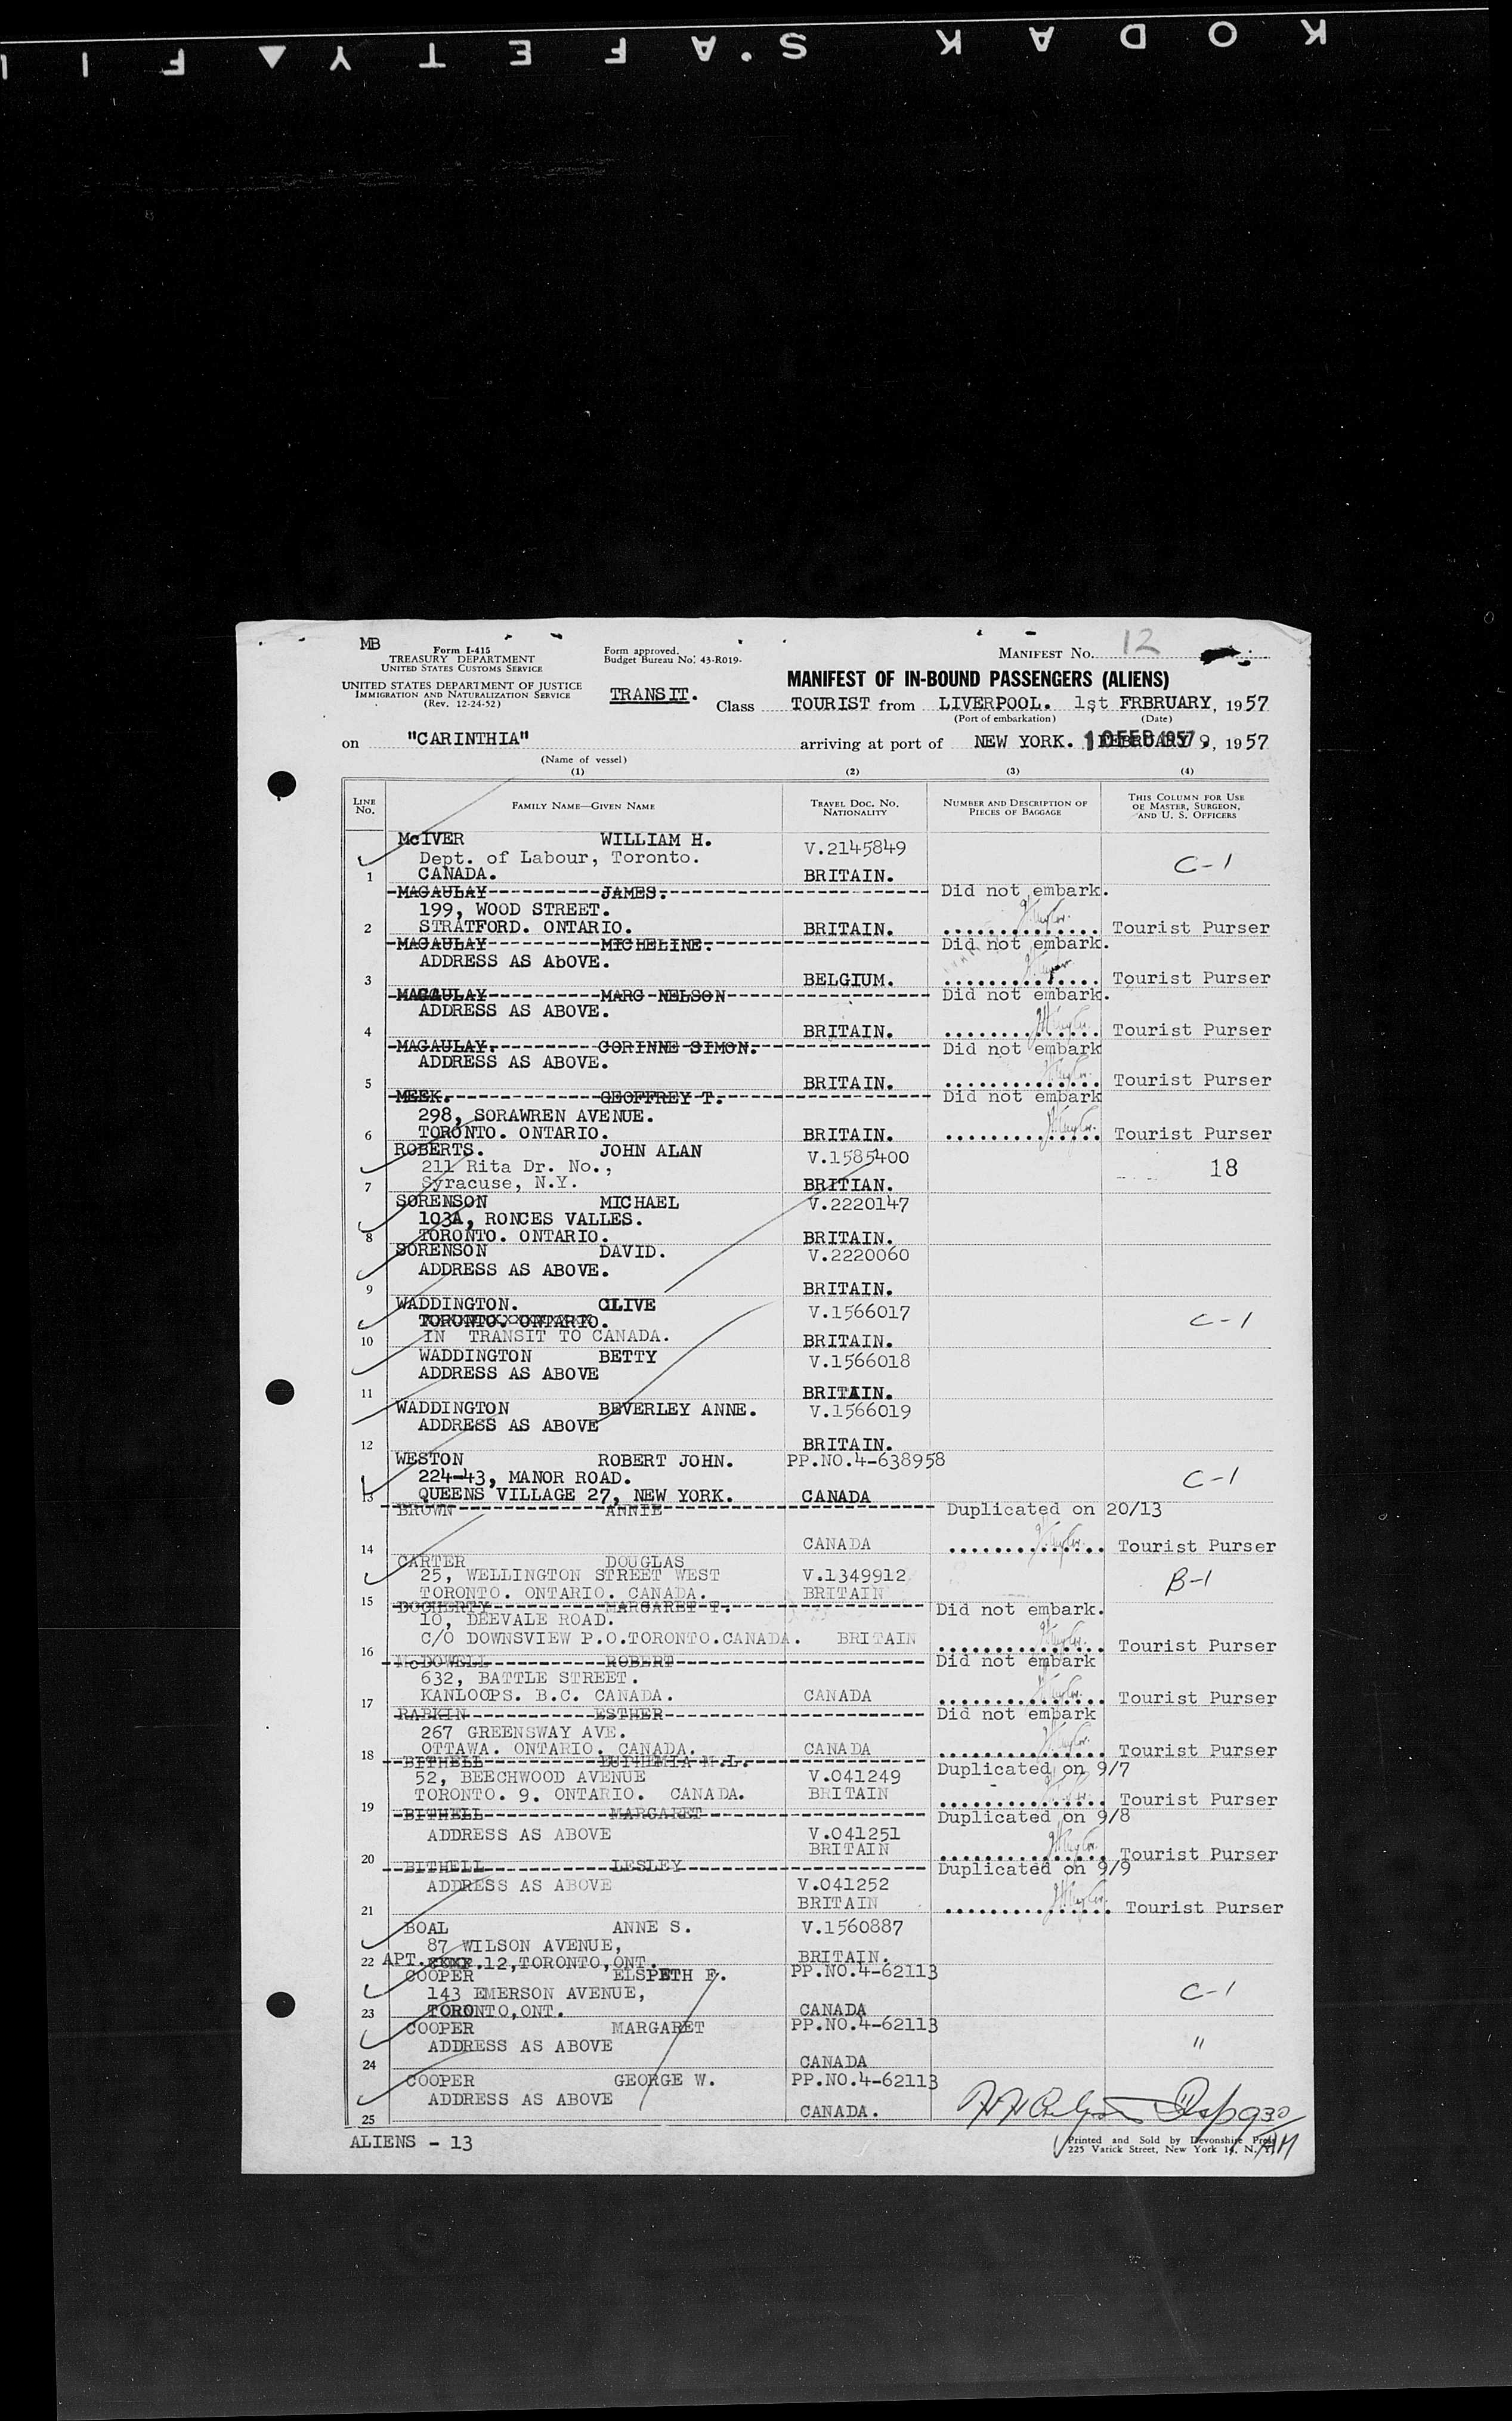 KODAK SAFETY FIL
MB
Form I-415
TREASURY DEPARTMENT
UNITED STATES CUSTOMS SERVICE
UNITED STATES DEPARTMENT OF JUSTICE
IMMIGRATION AND NATURALIZATION SERVICE
(Rev. 12-24-52)
Form approved.
Budget Bureau No. 43-R019-
TRANSIT.
MANIFEST NO. 12
MANIFEST OF IN-BOUND PASSENGERS (ALIENS)
Class TOURIST from LIVERPOOL. 1st FRBRUARY, 1957
(Port of embarkation) (Date)
on "CARINTHIA" arriving at port of NEW YORK. 10 FEB 1957 FEBRUARY 9, 1957
(Name of vessel)
(1) (2) (3) (4)
LINE NO. FAMILY NAME—GIVEN NAME TRAVEL DOC. NO. NATIONALITY NUMBER AND DESCRIPTION OF PIECES OF BAGGAGE THIS COLUMN FOR USE OF MASTER, SURGEON, AND U. S. OFFICERS
McIVER WILLIAM H. V.2145849
Dept. of Labour, Toronto. C-1
1 CANADA. BRITAIN.
MACAULAY JAMES. Did not embark.
199, WOOD STREET.
2 STRATFORD. ONTARIO. BRITAIN. Tourist Purser
MACAULAY MICHELINE. Did not embark.
ADDRESS AS AbOVE.
3 BELGIUM. Tourist Purser
MACAULAY MARC NELSON Did not embark.
ADDRESS AS ABOVE.
4 BRITAIN. Tourist Purser
MACAULAY. CORINNE SIMON. Did not embark
ADDRESS AS ABOVE.
5 BRITAIN. Tourist Purser
MEEK. GEOFFREY T. Did not embark
298, SORAWREN AVENUE.
6 TORONTO. ONTARIO. BRITAIN. Tourist Purser
ROBERTS. JOHN ALAN V.1585400
211 Rita Dr. No., 18
7 Syracuse, N.Y. BRITIAN.
SORENSON MICHAEL V.2220147
103A, RONCES VALLES.
8 TORONTO. ONTARIO. BRITAIN.
SORENSON DAVID. V.2220060
ADDRESS AS ABOVE.
9 BRITAIN.
WADDINGTON. CLIVE V.1566017
TORONTO. ONTARIO. C-1
10 IN TRANSIT TO CANADA. BRITAIN.
WADDINGTON BETTY V.1566018
ADDRESS AS ABOVE
11 BRITAIN.
WADDINGTON BEVERLEY ANNE. V.1566019
ADDRESS AS ABOVE
12 BRITAIN.
WESTON ROBERT JOHN. PP.NO.4-638958
224-43, MANOR ROAD. C-1
13 QUEENS VILLAGE 27, NEW YORK. CANADA
BROWN ANNIE Duplicated on 20/13
14 CANADA Tourist Purser
CARTER DOUGLAS
25, WELLINGTON STREET WEST V.1349912 B-1
15 TORONTO. ONTARIO. CANADA. BRITAIN
DOCHERTY MARGARET T. Did not embark.
10, DEEVALE ROAD.
16 C/O DOWNSVIEW P.O.TORONTO.CANADA. BRITAIN Tourist Purser
McDOWELL ROBERT Did not embark
632, BATTLE STREET.
17 KANLOOPS. B.C. CANADA. CANADA Tourist Purser
RABKIN ESTHER Did not embark
267 GREENSWAY AVE.
18 OTTAWA. ONTARIO. CANADA. CANADA Tourist Purser
BITHELL EUPHEMIA M.L. Duplicated on 9/7
52, BEECHWOOD AVENUE V.041249
19 TORONTO. 9. ONTARIO. CANADA. BRITAIN Tourist Purser
BITHELL MARGARET Duplicated on 9/8
ADDRESS AS ABOVE V.041251
20 BRITAIN Tourist Purser
BITHELL LESLEY Duplicated on 9/9
ADDRESS AS ABOVE V.041252
21 BRITAIN Tourist Purser
BOAL ANNE S. V.1560887
87 WILSON AVENUE,
22 APT. 12,TORONTO,ONT. BRITAIN.
COOPER ELSPETH F. PP.NO.4-62113
143 EMERSON AVENUE, C-1
23 TORONTO,ONT. CANADA
COOPER MARGARET PP.NO.4-62113
ADDRESS AS ABOVE "
24 CANADA
COOPER GEORGE W. PP.NO.4-62113
ADDRESS AS ABOVE
25 CANADA.
ALIENS - 13
Printed and Sold by Devonshire Press
225 Varick Street, New York 14, N. Y.